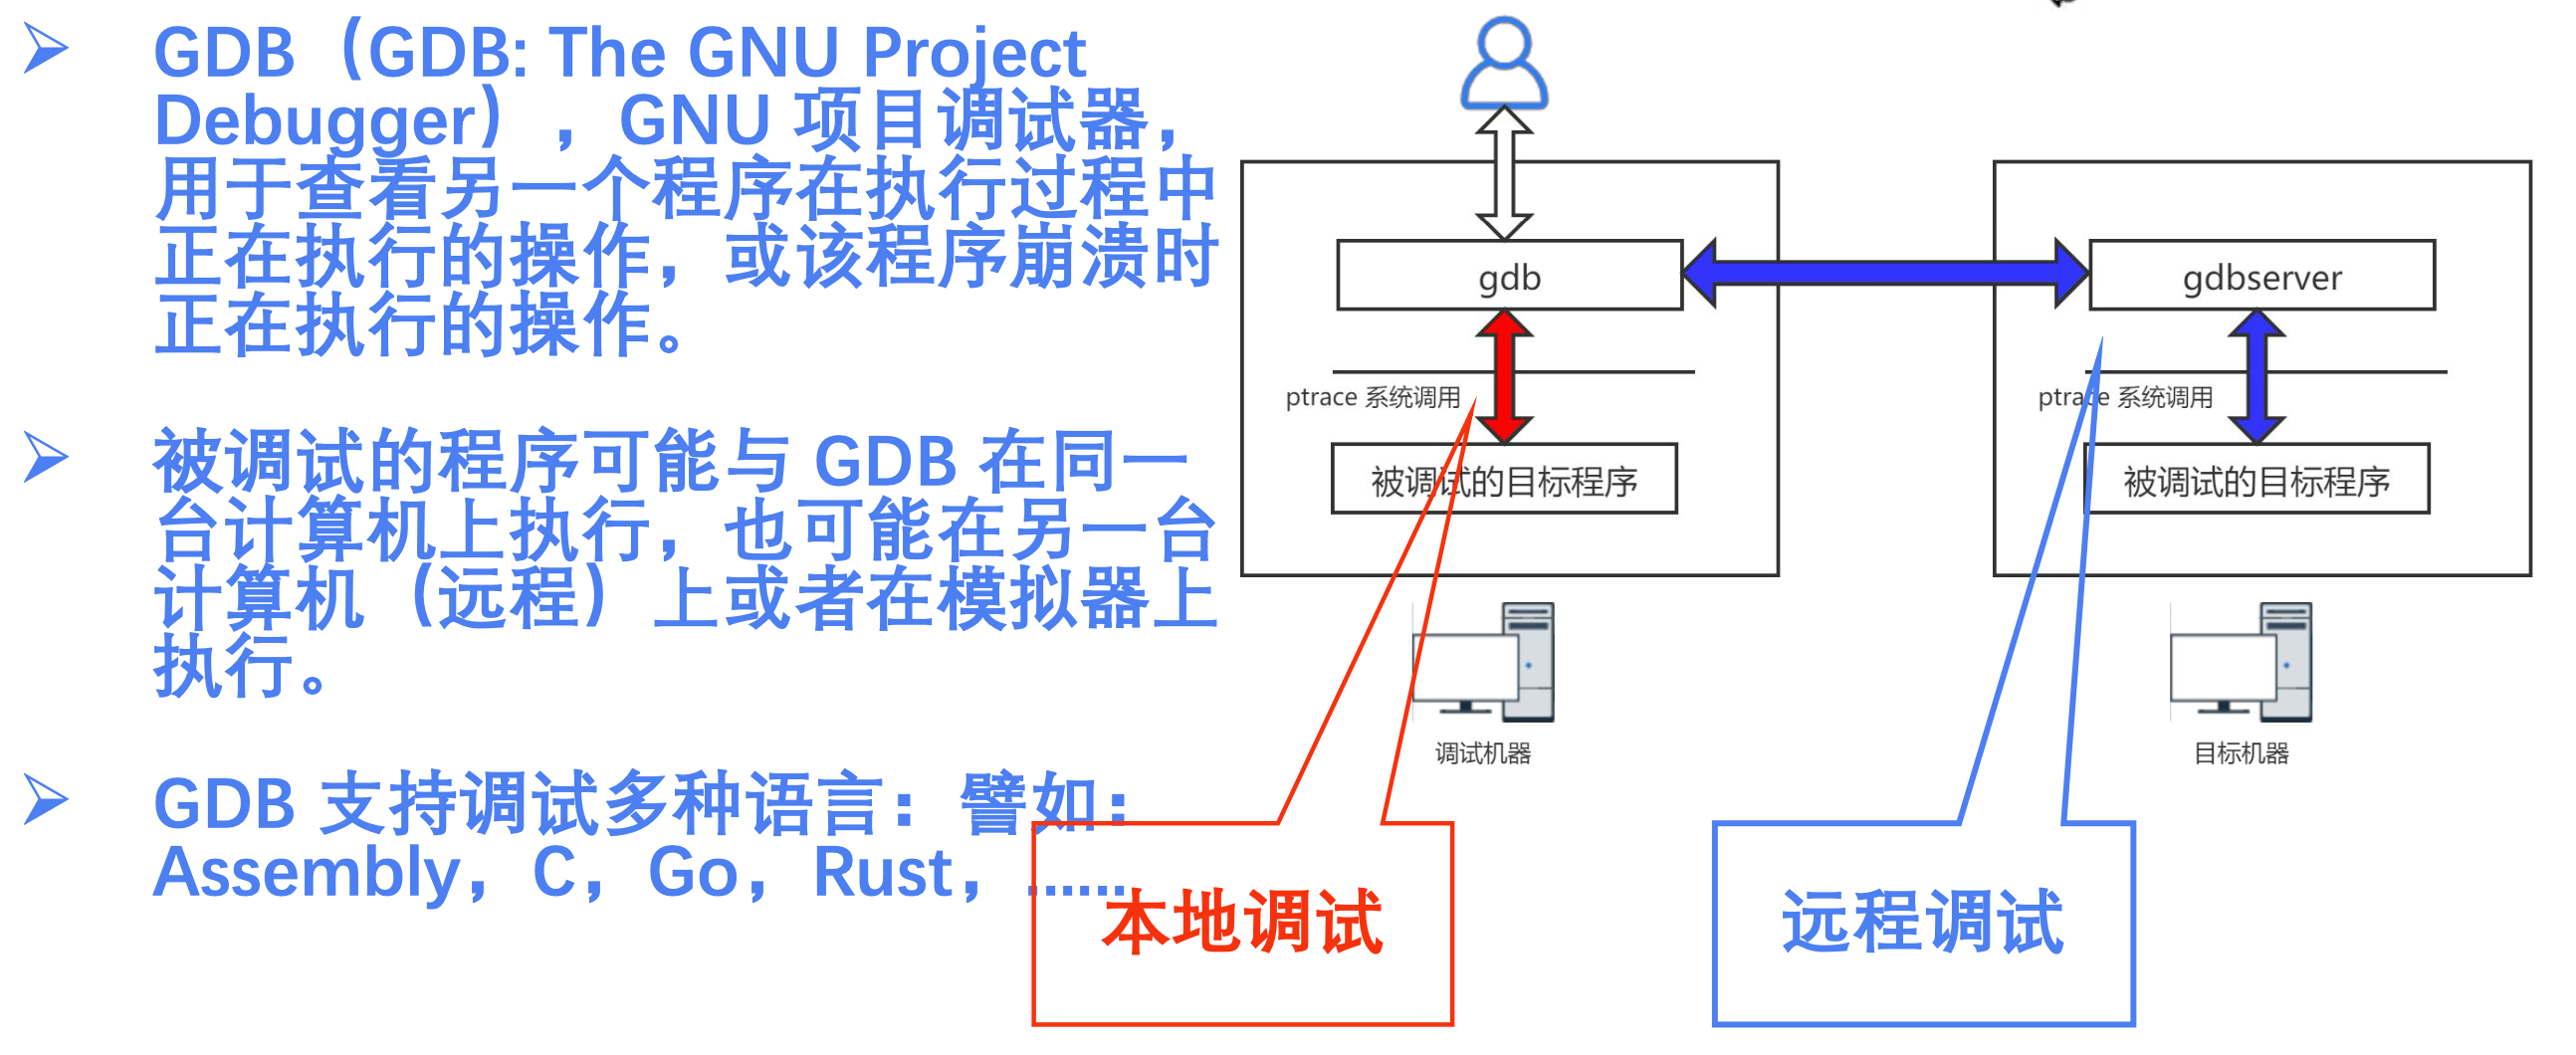 GDB（GDB: The GNU Project
Debugger），GNU 项目调试器，
用于查看另一个程序在执行过程中
正在执行的操作，或该程序崩溃时
正在执行的操作。
被调试的程序可能与 GDB 在同一
台计算机上执行，也可能在另一台
计算机（远程）上或者在模拟器上
执行。
GDB 支持调试多种语言：譬如：
Assembly，C，Go，Rust，……
gdb
gdbserver
ptrace 系统调用
ptrace 系统调用
被调试的目标程序
被调试的目标程序
调试机器
目标机器
本地调试
远程调试